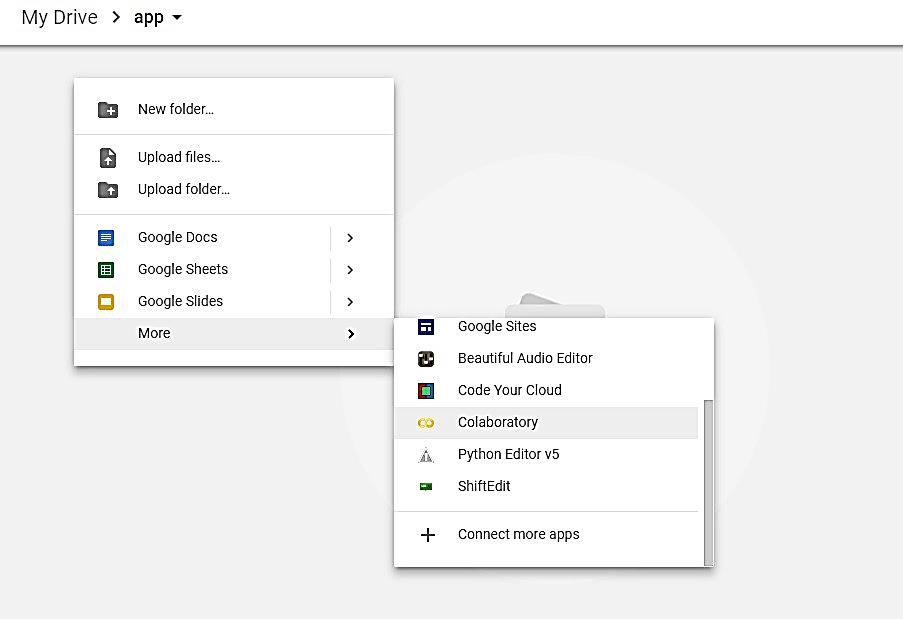 My Drive > app
New folder...
Upload files...
Upload folder...
Google Docs
Google Sheets
Google Slides
More
Google Sites
Beautiful Audio Editor
Code Your Cloud
Colaboratory
Python Editor v5
ShiftEdit
Connect more apps